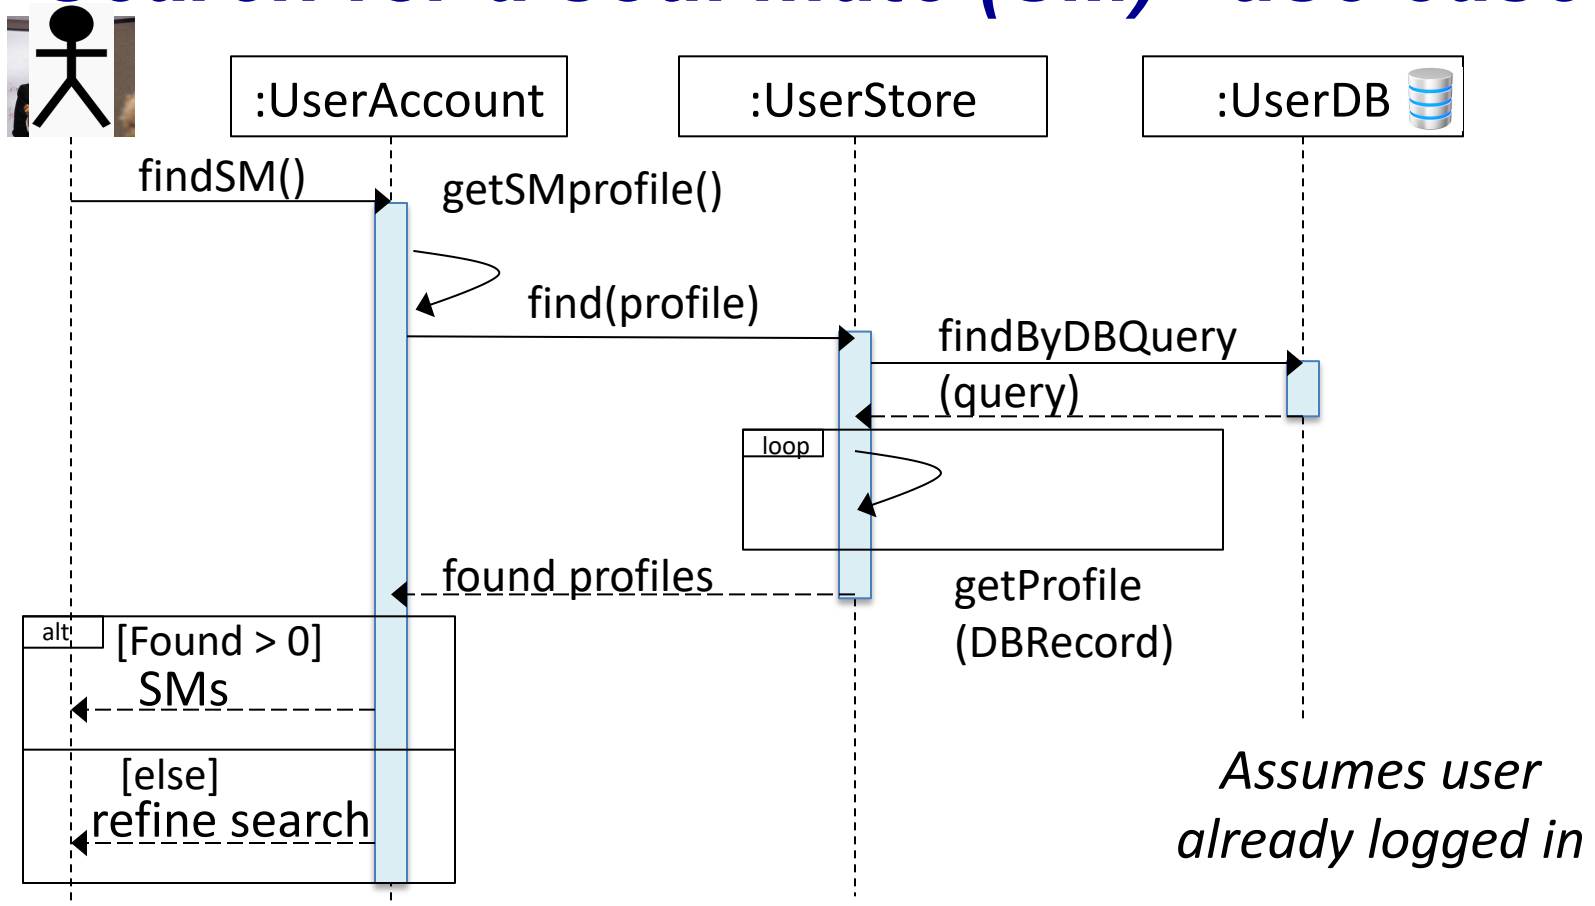 :UserAccount
:UserStore
:UserDB
findSM()
getSMprofile()
find(profile)
findByDBQuery
(query)
loop
found profiles
getProfile
(DBRecord)
alt
[Found > 0]
SMs
[else]
refine search
Assumes user
already logged in